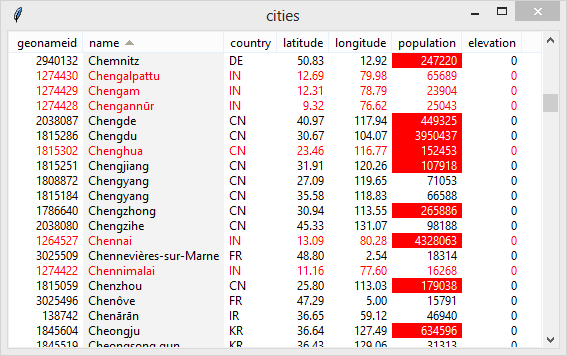 cities
geonameid name country latitude longitude population elevation
2940132 Chemnitz DE 50.83 12.92 247220 0
1274430 Chengalpattu IN 12.69 79.98 65689 0
1274429 Chengam IN 12.31 78.79 23904 0
1274428 Chengannūr IN 9.32 76.62 25043 0
2038087 Chengde CN 40.97 117.94 449325 0
1815286 Chengdu CN 30.67 104.07 3950437 0
1815302 Chenghua CN 23.46 116.77 152453 0
1815251 Chengjiang CN 31.91 120.26 107918 0
1808872 Chengyang CN 27.09 119.65 71053 0
1815184 Chengyang CN 35.58 118.83 66588 0
1786640 Chengzhong CN 30.94 113.55 265886 0
2038080 Chengzihe CN 45.33 131.07 98188 0
1264527 Chennai IN 13.09 80.28 4328063 0
3025509 Chennevières-sur-Marne FR 48.80 2.54 18314 0
1274422 Chennimalai IN 11.16 77.60 16268 0
1815059 Chenzhou CN 25.80 113.03 179038 0
3025496 Chenôve FR 47.29 5.00 15791 0
138742 Chenārān IR 36.65 59.12 46940 0
1845604 Cheongju KR 36.64 127.49 634596 0
1845519 Cheongsong gun KR 36.43 129.06 31313 0